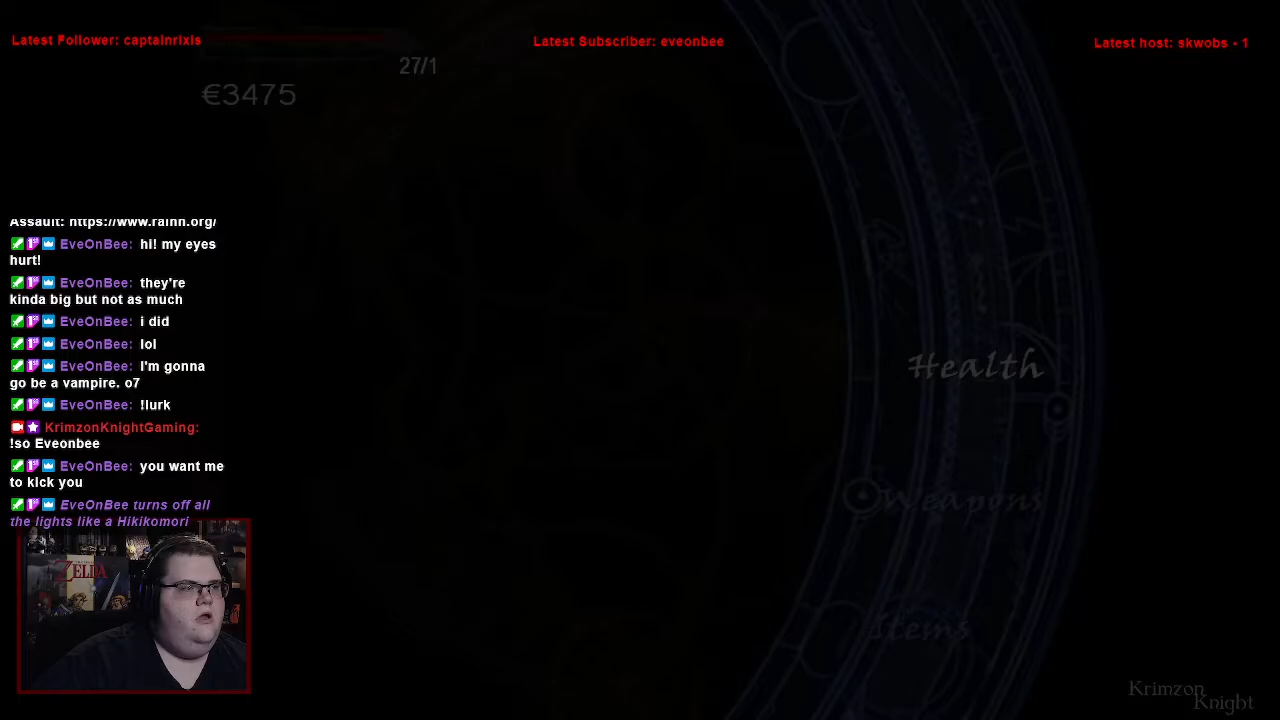 Latest Follower: captainrixis
Latest Subscriber: eveonbee
Latest host: skwobs - 1
27/1
€3475
Assault: https://www.rainn.org/
EveOnBee: hi! my eyes
hurt!
EveOnBee: they're
kinda big but not as much
EveOnBee: i did
EveOnBee: lol
EveOnBee: I'm gonna
go be a vampire. o7
EveOnBee: !lurk
KrimzonKnightGaming:
!so Eveonbee
EveOnBee: you want me
to kick you
EveOnBee turns off all
the lights like a Hikikomori
ZELDA
Health
Weapons
Items
Krimzon
Knight